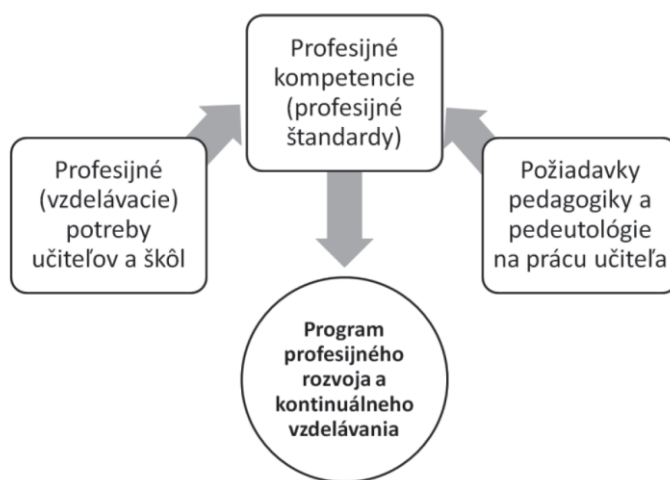 Profesijné
kompetencie
(profesijné
štandardy)
Profesijné
(vzdelávacie)
potreby
učiteľov a škôl
Požiadavky
pedagogiky a
pedeutológie
na prácu učiteľa
Program
profesijného
rozvoja a
kontinuálneho
vzdelávania